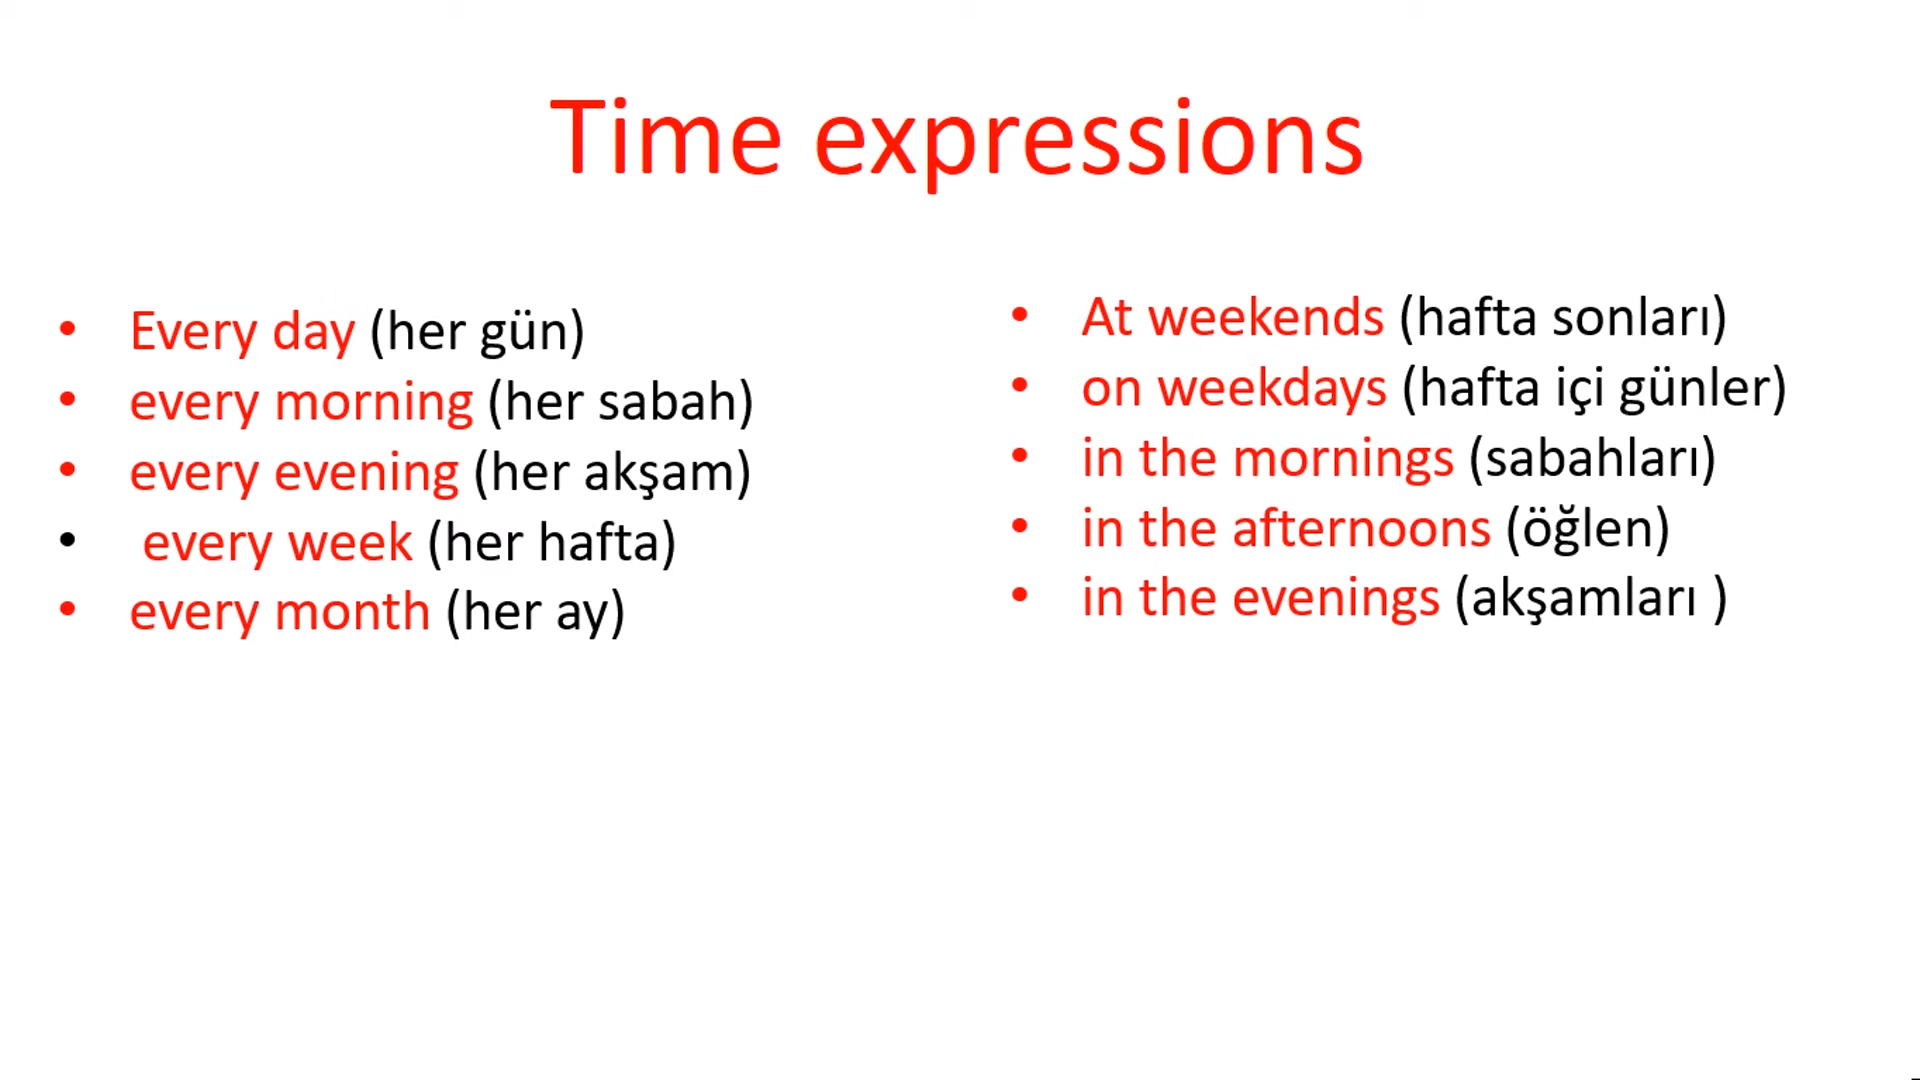 Time expressions
• Every day (her gün)
• every morning (her sabah)
• every evening (her akşam)
• every week (her hafta)
• every month (her ay)
• At weekends (hafta sonları)
• on weekdays (hafta içi günler)
• in the mornings (sabahları)
• in the afternoons (öğlen)
• in the evenings (akşamları )